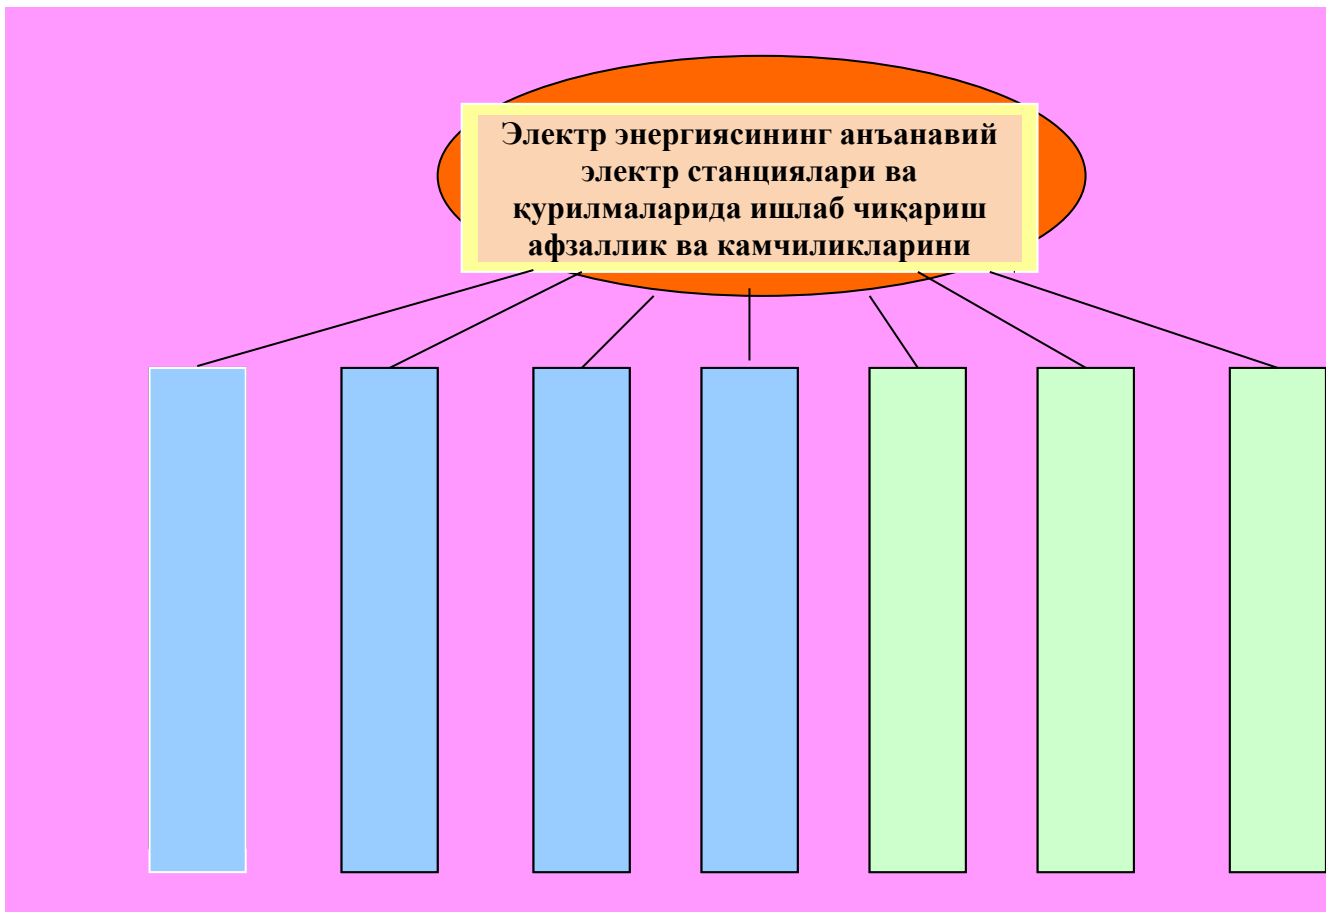 Электр энергиясининг анъанавий
электр станциялари ва
қурилмаларида ишлаб чиқариш
афзаллик ва камчиликларини